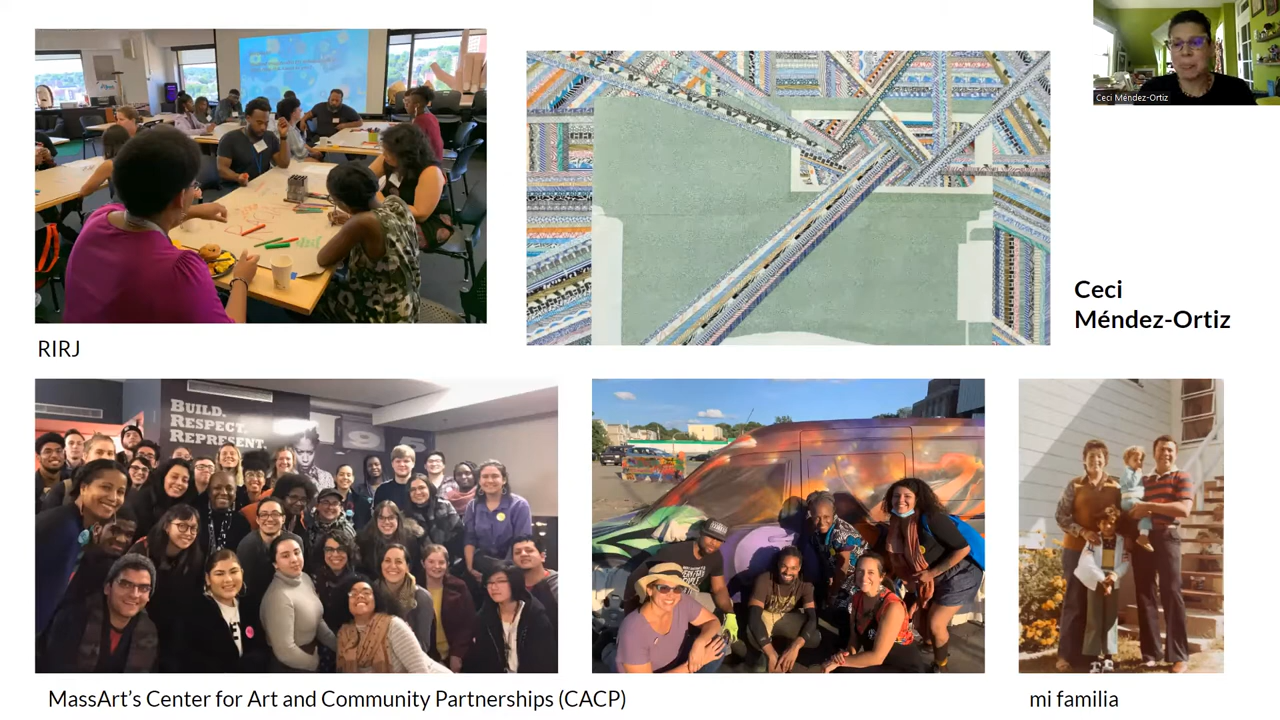 Ceci Méndez-Ortiz
Ceci
Méndez-Ortiz
RIRJ
BUILD.
RESPECT.
REPRESENT.
MassArt’s Center for Art and Community Partnerships (CACP)
mi familia